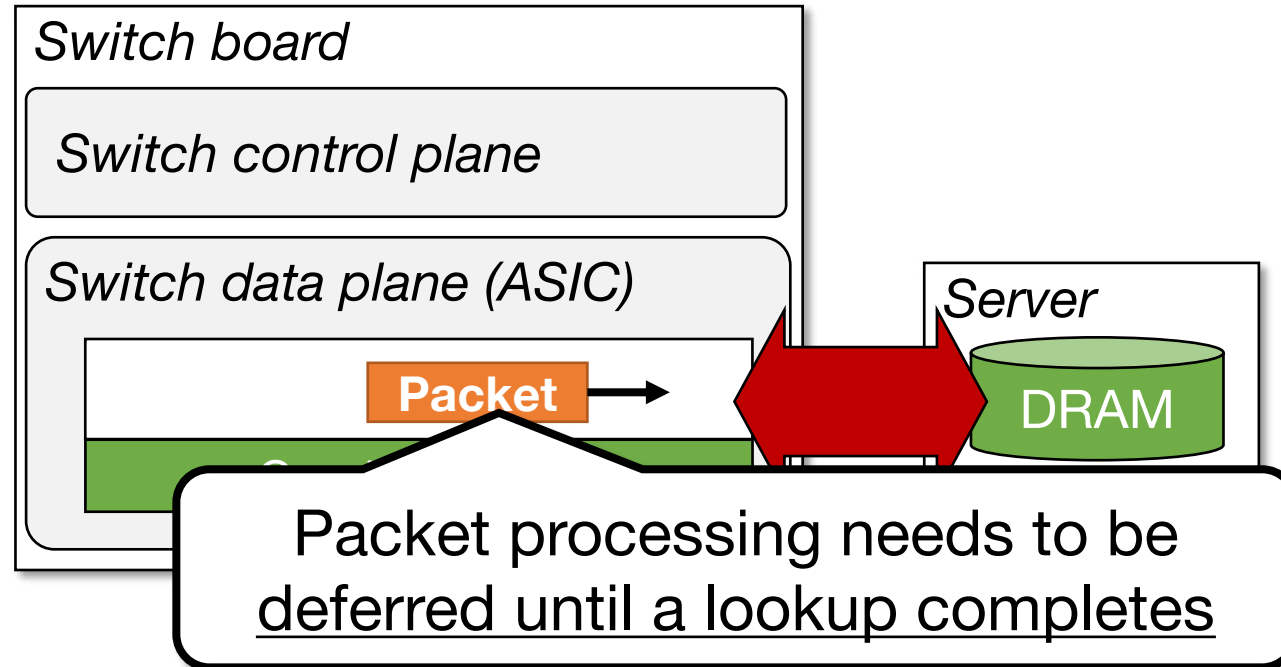 Switch board
Switch control plane
Switch data plane (ASIC)
Server
Packet
DRAM
Packet processing needs to be
deferred until a lookup completes